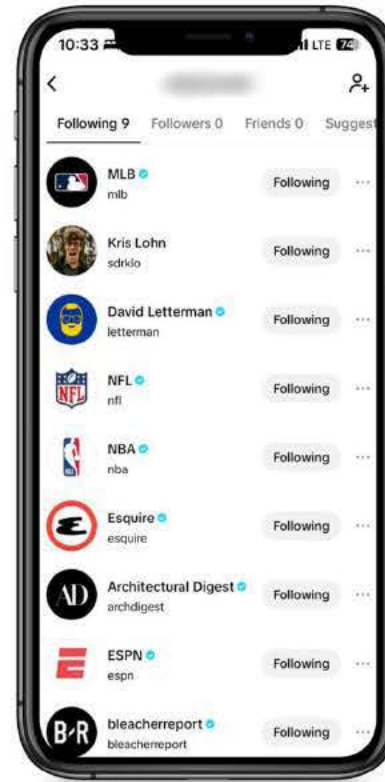 10:33
LTE 74
Following 9 Followers 0 Friends 0 Suggest
MLB
mlb
Following
Kris Lohn
sdrklo
Following
David Letterman
letterman
Following
NFL
NFL
nfl
Following
NBA
nba
Following
Esquire
esquire
Following
AD
Architectural Digest
archdigest
Following
ESPN
espn
Following
B/R
bleacherreport
bleacherreport
Following